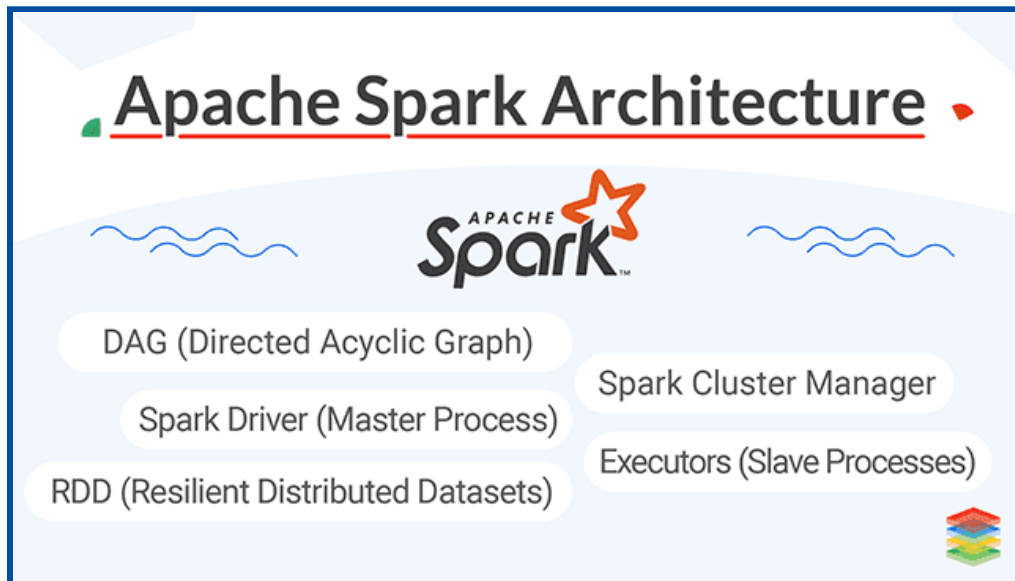 Apache Spark Architecture
APACHE
Spark™
DAG (Directed Acyclic Graph)
Spark Driver (Master Process)
RDD (Resilient Distributed Datasets)
Spark Cluster Manager
Executors (Slave Processes)